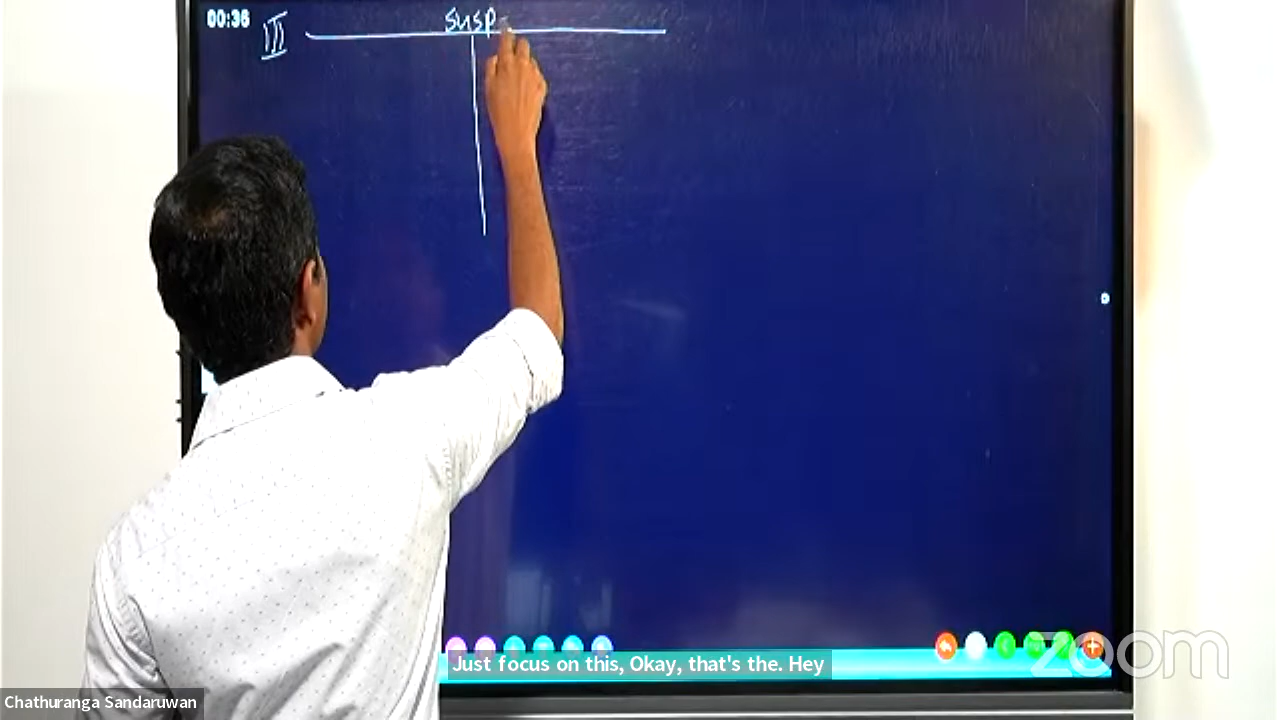 00:36
III
Susp
Just focus on this, Okay, that's the. Hey
zoom
Chathuranga Sandaruwan